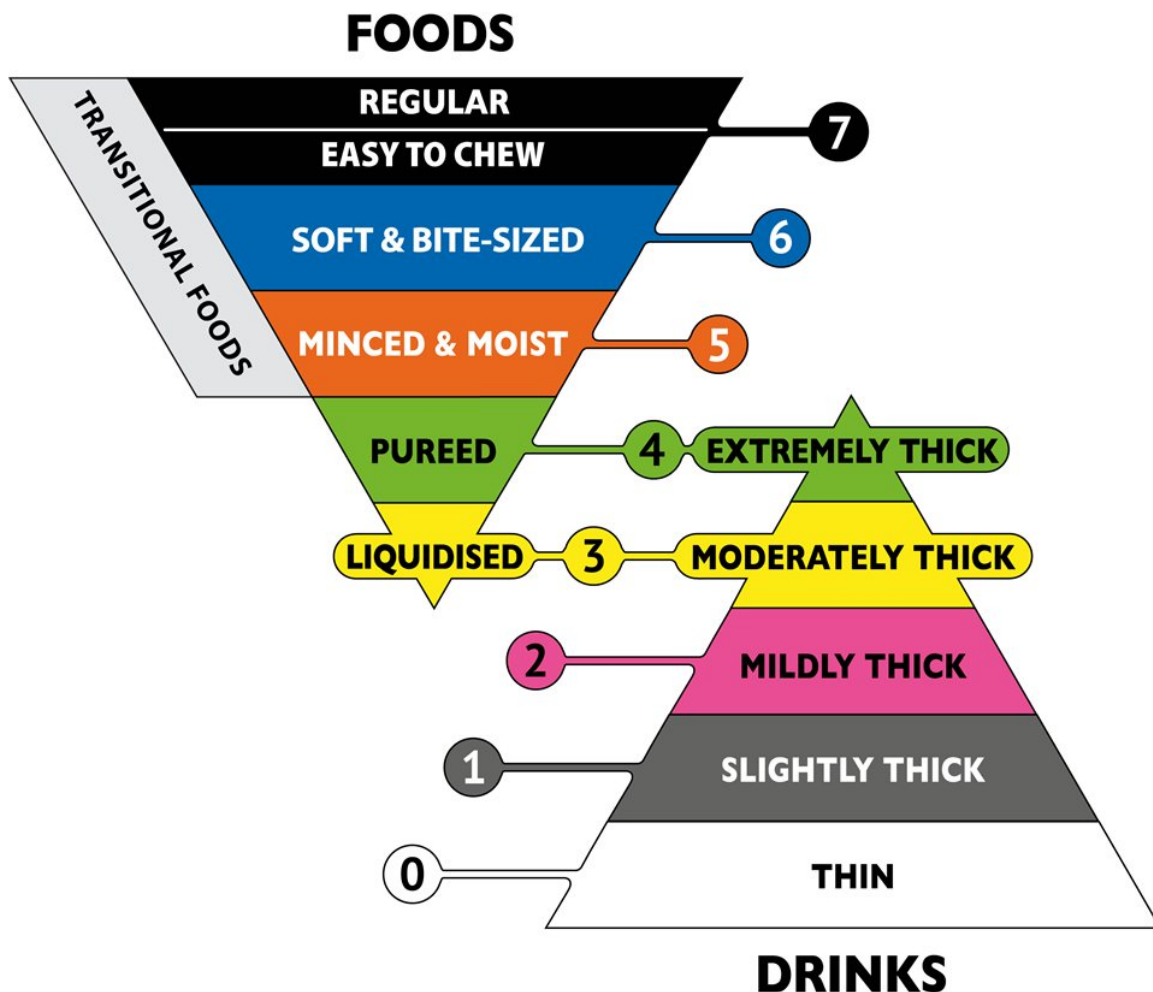 FOODS
TRANSITIONAL FOODS
REGULAR
EASY TO CHEW
7
SOFT & BITE-SIZED
6
MINCED & MOIST
5
PUREED
4
EXTREMELY THICK
LIQUIDISED
3
MODERATELY THICK
2
MILDLY THICK
1
SLIGHTLY THICK
0
THIN
DRINKS